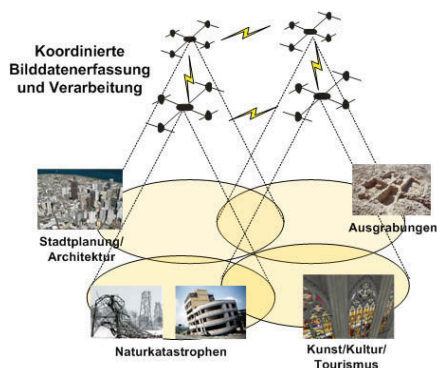 Koordinierte
Bilddatenerfassung
und Verarbeitung
Stadtplanung/
Architektur
Ausgrabungen
Naturkatastrophen
Kunst/Kultur/
Tourismus